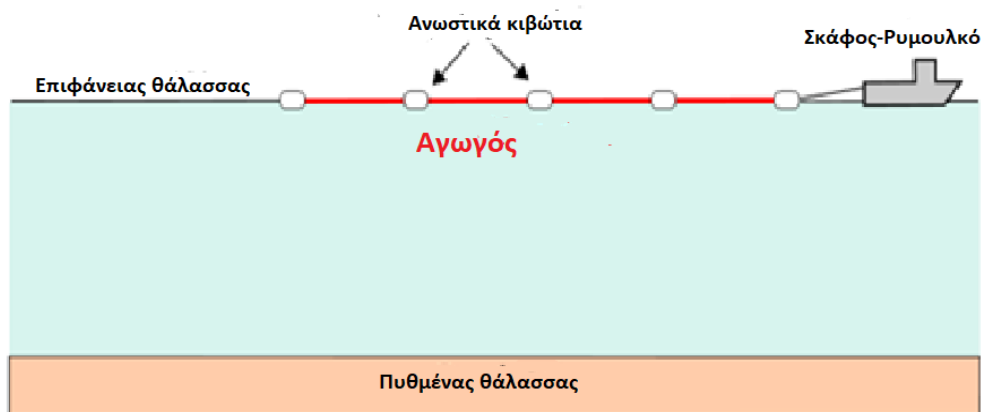 Ανωστικά κιβώτια
Σκάφος-Ρυμουλκό
Επιφάνειας θάλασσας
Αγωγός
Πυθμένας θάλασσας